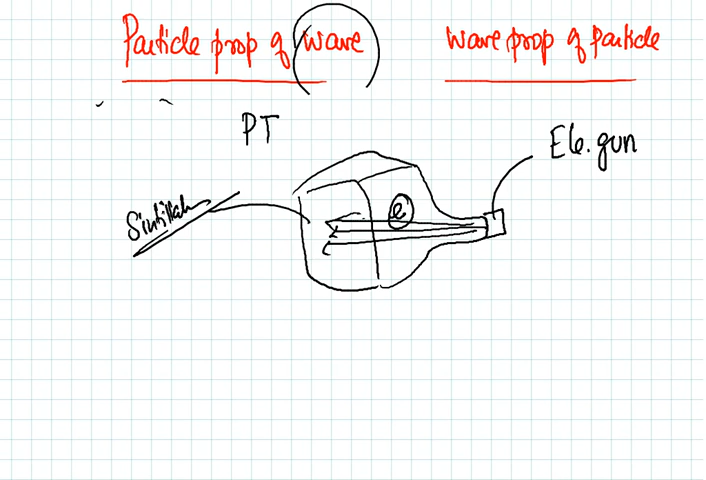 Particle prop of wave
Wave prop of Particle
PT
Ele. gun
e